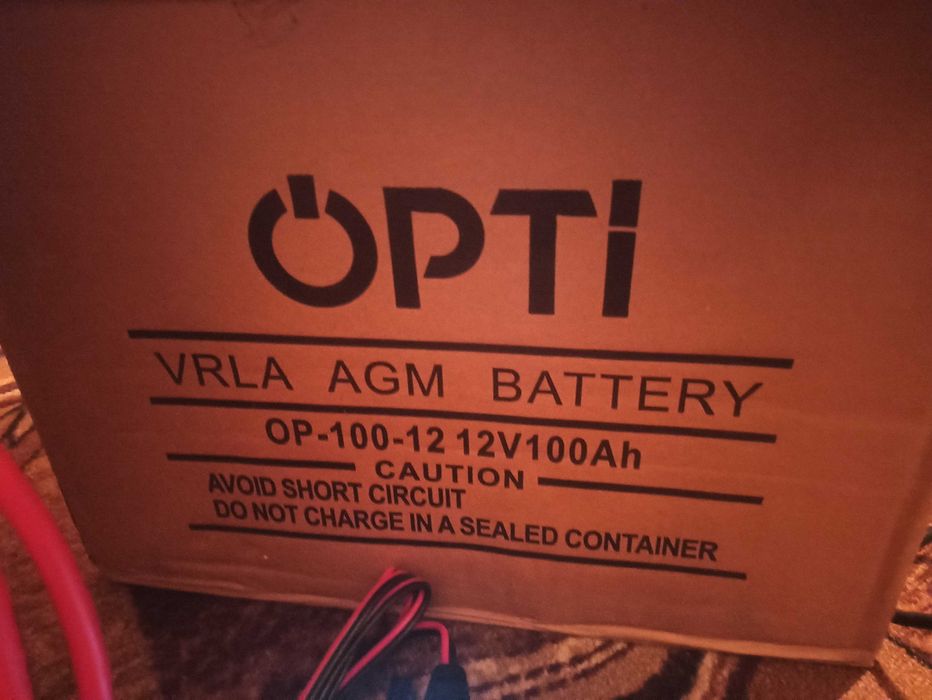 OPTi
VRLA AGM BATTERY
OP-100-12 12V100Ah
CAUTION
AVOID SHORT CIRCUIT
DO NOT CHARGE IN A SEALED CONTAINER